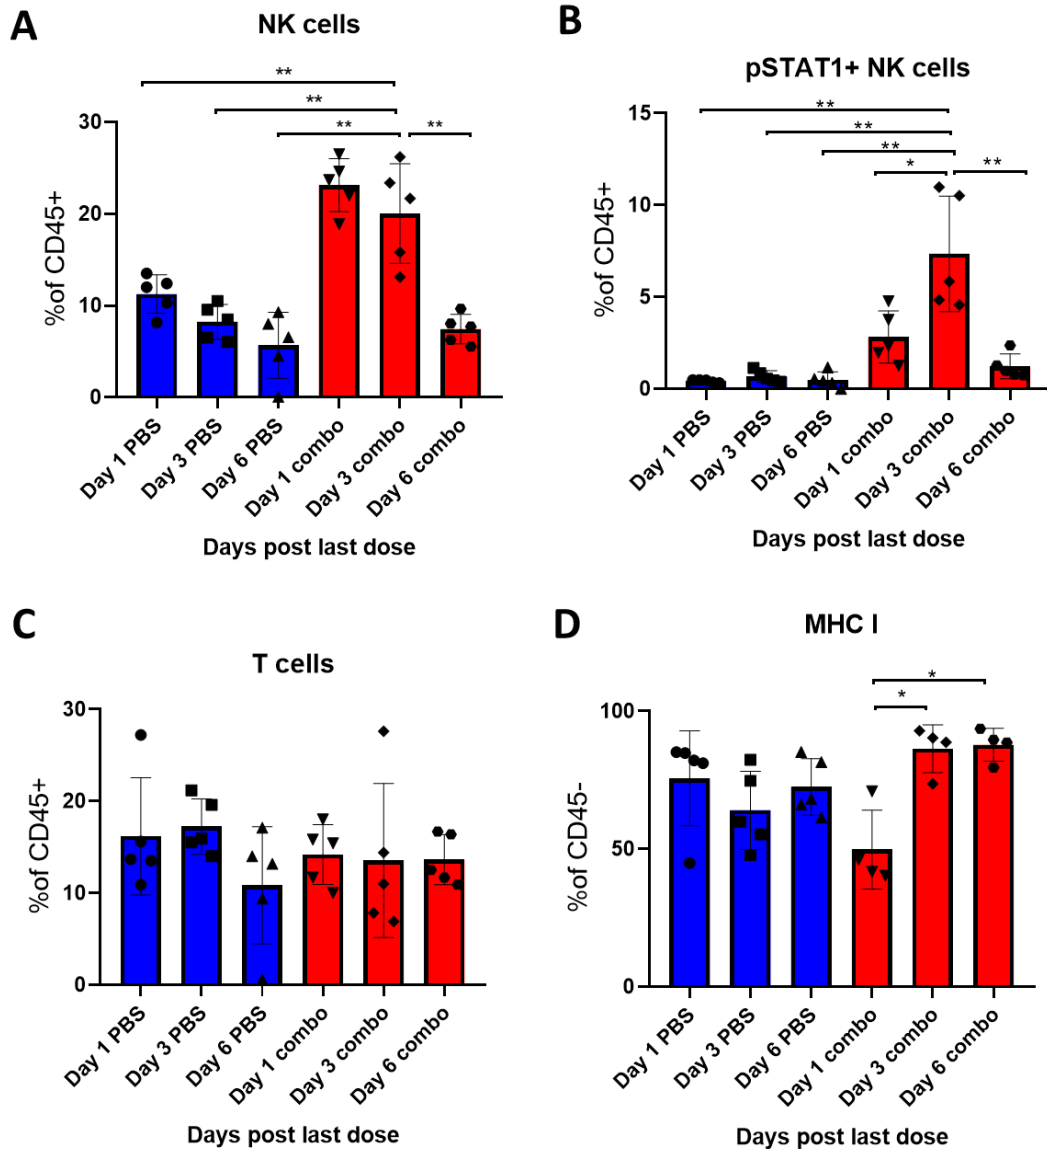 A
NK cells
**
**
**
**
30
20
10
0
%of CD45+
Day 1 PBS
Day 3 PBS
Day 6 PBS
Day 1 combo
Day 3 combo
Day 6 combo
Days post last dose
B
pSTAT1+ NK cells
**
**
**
*
**
15
10
5
0
%of CD45+
Day 1 PBS
Day 3 PBS
Day 6 PBS
Day 1 combo
Day 3 combo
Day 6 combo
Days post last dose
C
T cells
30
20
10
0
%of CD45+
Day 1 PBS
Day 3 PBS
Day 6 PBS
Day 1 combo
Day 3 combo
Day 6 combo
Days post last dose
D
MHC I
*
*
100
50
0
%of CD45-
Day 1 PBS
Day 3 PBS
Day 6 PBS
Day 1 combo
Day 3 combo
Day 6 combo
Days post last dose